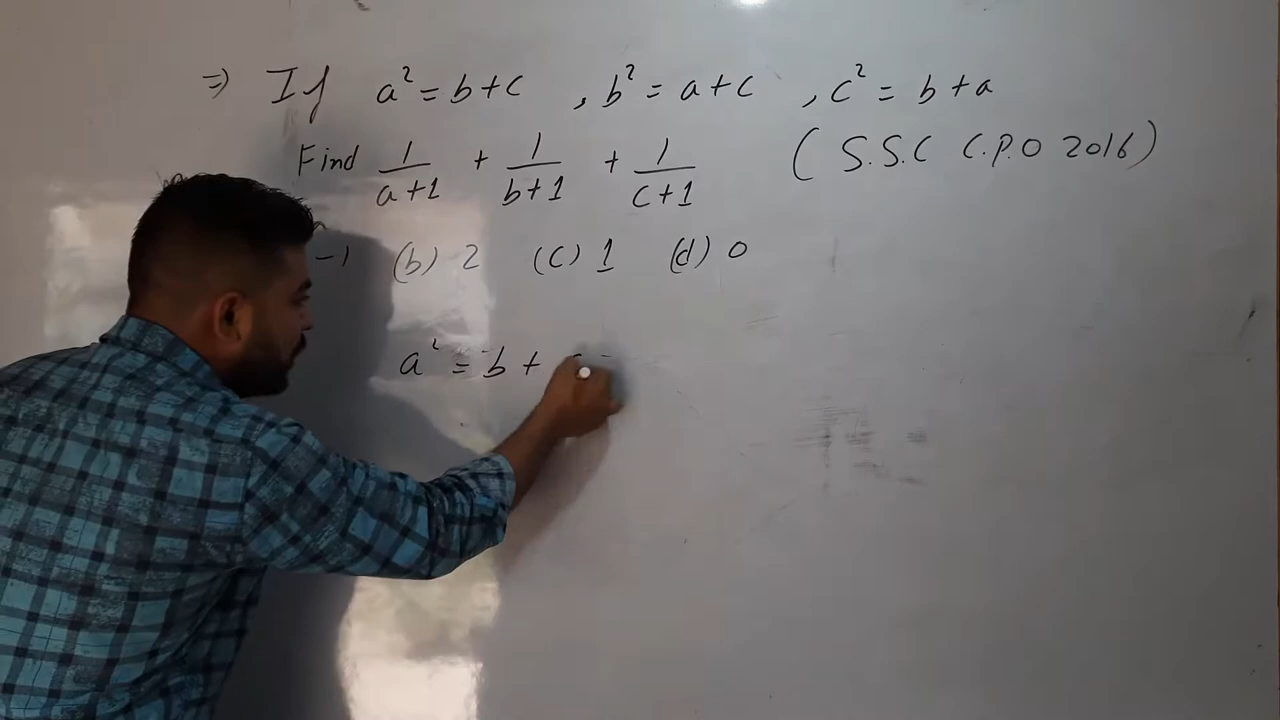 =) If a² = b+c , b² = a+c , c² = b+a
Find 1/(a+1) + 1/(b+1) + 1/(c+1) (S.S.C C.P.O 2016)
-1 (b) 2 (C) 1 (d) 0
a² = b +